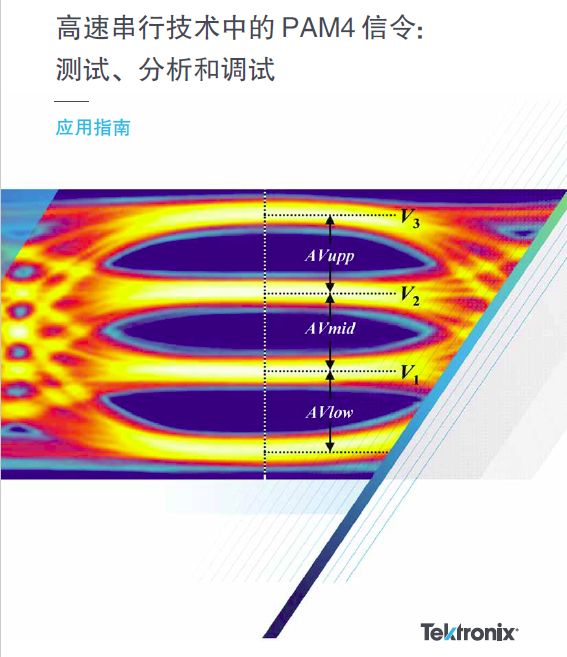 高速串行技术中的 PAM4 信令:
测试、分析和调试
应用指南
V3
AVupp
V2
AVmid
V1
AVlow
Tektronix